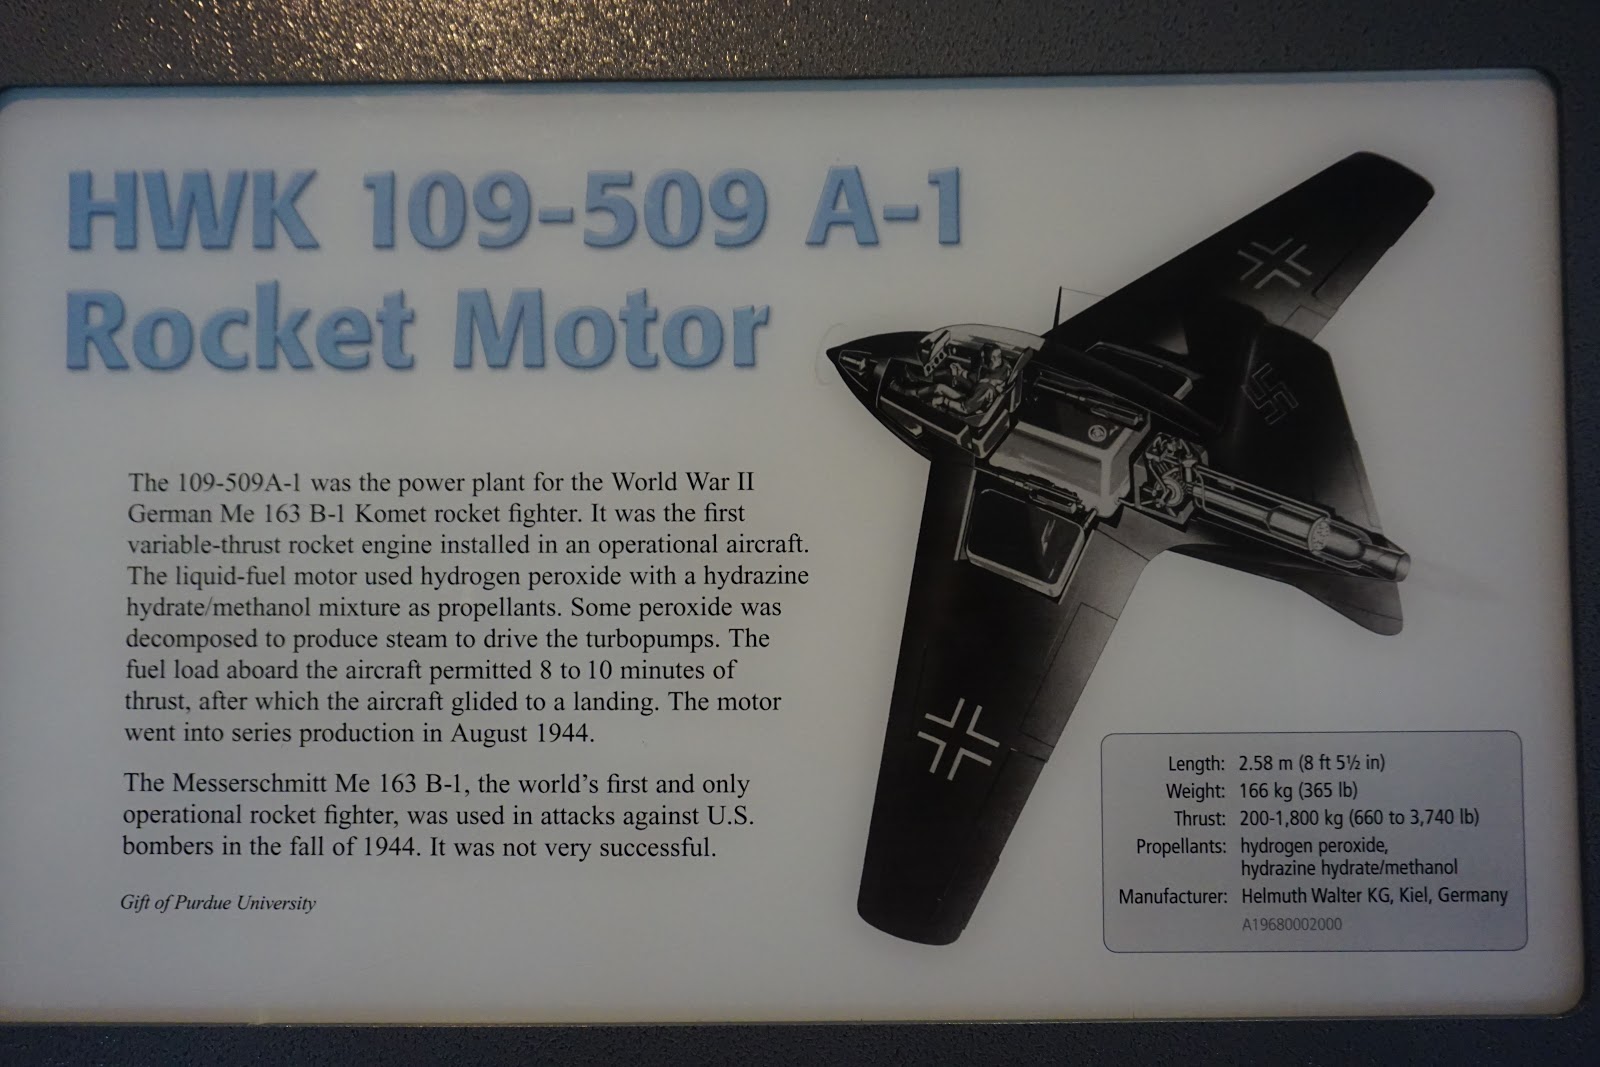 HWK 109-509 A-1
Rocket Motor
The 109-509A-1 was the power plant for the World War II
German Me 163 B-1 Komet rocket fighter. It was the first
variable-thrust rocket engine installed in an operational aircraft.
The liquid-fuel motor used hydrogen peroxide with a hydrazine
hydrate/methanol mixture as propellants. Some peroxide was
decomposed to produce steam to drive the turbopumps. The
fuel load aboard the aircraft permitted 8 to 10 minutes of
thrust, after which the aircraft glided to a landing. The motor
went into series production in August 1944.
The Messerschmitt Me 163 B-1, the world's first and only
operational rocket fighter, was used in attacks against U.S.
bombers in the fall of 1944. It was not very successful.
Gift of Purdue University
Length: 2.58 m (8 ft 5½ in)
Weight: 166 kg (365 lb)
Thrust: 200-1,800 kg (660 to 3,740 lb)
Propellants: hydrogen peroxide,
hydrazine hydrate/methanol
Manufacturer: Helmuth Walter KG, Kiel, Germany
A19680002000